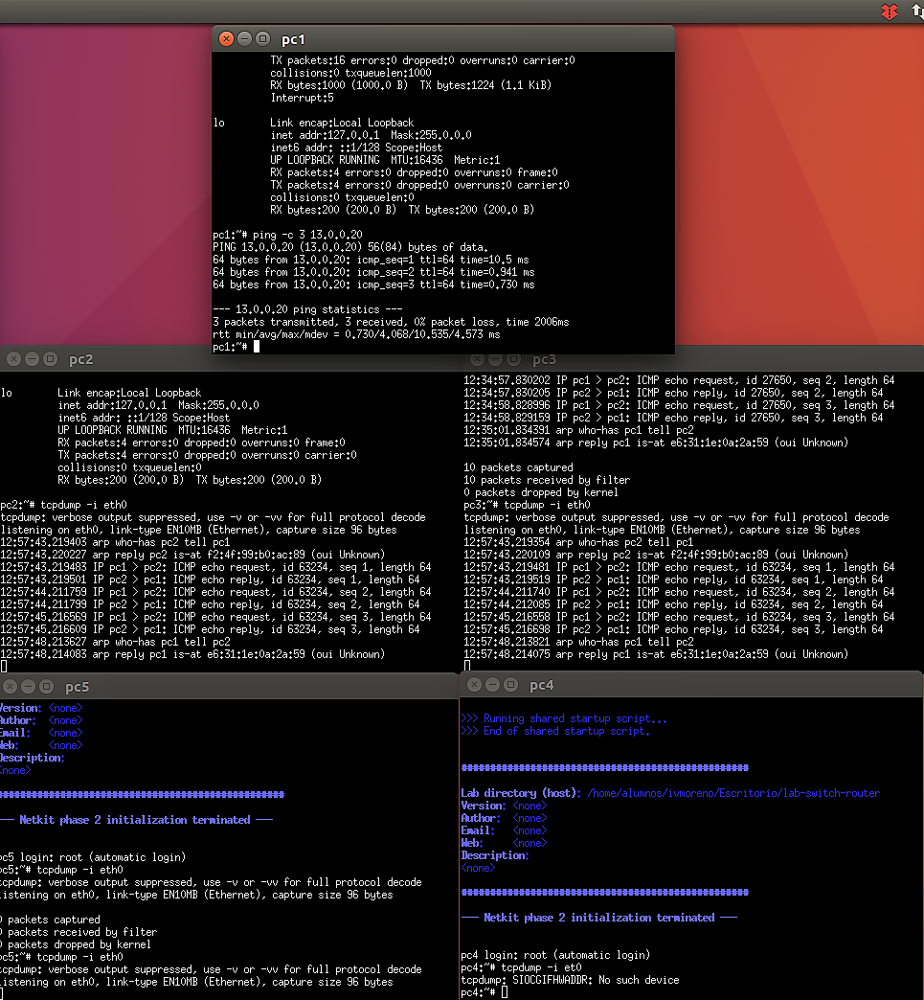 pc1
TX packets:16 errors:0 dropped:0 overruns:0 carrier:0
collisions:0 txqueuelen:1000
RX bytes:1000 (1000.0 B)  TX bytes:1224 (1.1 KiB)
Interrupt:5
lo        Link encap:Local Loopback
inet addr:127.0.0.1  Mask:255.0.0.0
inet6 addr: ::1/128 Scope:Host
UP LOOPBACK RUNNING  MTU:16436  Metric:1
RX packets:4 errors:0 dropped:0 overruns:0 frame:0
TX packets:4 errors:0 dropped:0 overruns:0 carrier:0
collisions:0 txqueuelen:0
RX bytes:200 (200.0 B)  TX bytes:200 (200.0 B)
pc1:~# ping -c 3 13.0.0.20
PING 13.0.0.20 (13.0.0.20) 56(84) bytes of data.
64 bytes from 13.0.0.20: icmp_seq=1 ttl=64 time=10.5 ms
64 bytes from 13.0.0.20: icmp_seq=2 ttl=64 time=0.941 ms
64 bytes from 13.0.0.20: icmp_seq=3 ttl=64 time=0.730 ms
--- 13.0.0.20 ping statistics ---
3 packets transmitted, 3 received, 0% packet loss, time 2006ms
rtt min/avg/max/mdev = 0.730/4.068/10.535/4.573 ms
pc1:~#
pc2
lo        Link encap:Local Loopback
inet addr:127.0.0.1  Mask:255.0.0.0
inet6 addr: ::1/128 Scope:Host
UP LOOPBACK RUNNING  MTU:16436  Metric:1
RX packets:4 errors:0 dropped:0 overruns:0 frame:0
TX packets:4 errors:0 dropped:0 overruns:0 carrier:0
collisions:0 txqueuelen:0
RX bytes:200 (200.0 B)  TX bytes:200 (200.0 B)
pc2:~# tcpdump -i eth0
tcpdump: verbose output suppressed, use -v or -vv for full protocol decode
listening on eth0, link-type EN10MB (Ethernet), capture size 96 bytes
12:57:43.219403 arp who-has pc2 tell pc1
12:57:43.220227 arp reply pc2 is-at f2:4f:99:b0:ac:89 (oui Unknown)
12:57:43.219483 IP pc1 > pc2: ICMP echo request, id 63234, seq 1, length 64
12:57:43.219501 IP pc2 > pc1: ICMP echo reply, id 63234, seq 1, length 64
12:57:44.211759 IP pc1 > pc2: ICMP echo request, id 63234, seq 2, length 64
12:57:44.211799 IP pc2 > pc1: ICMP echo reply, id 63234, seq 2, length 64
12:57:45.216569 IP pc1 > pc2: ICMP echo request, id 63234, seq 3, length 64
12:57:45.216609 IP pc2 > pc1: ICMP echo reply, id 63234, seq 3, length 64
12:57:48.213627 arp who-has pc1 tell pc2
12:57:48.214083 arp reply pc1 is-at e6:31:1e:0a:2a:59 (oui Unknown)
pc3
12:34:57.830202 IP pc1 > pc2: ICMP echo request, id 27650, seq 2, length 64
12:34:57.830205 IP pc2 > pc1: ICMP echo reply, id 27650, seq 2, length 64
12:34:58.828996 IP pc1 > pc2: ICMP echo request, id 27650, seq 3, length 64
12:34:58.829159 IP pc2 > pc1: ICMP echo reply, id 27650, seq 3, length 64
12:35:01.834391 arp who-has pc1 tell pc2
12:35:01.834574 arp reply pc1 is-at e6:31:1e:0a:2a:59 (oui Unknown)
10 packets captured
10 packets received by filter
0 packets dropped by kernel
pc3:~# tcpdump -i eth0
tcpdump: verbose output suppressed, use -v or -vv for full protocol decode
listening on eth0, link-type EN10MB (Ethernet), capture size 96 bytes
12:57:43.219354 arp who-has pc2 tell pc1
12:57:43.220109 arp reply pc2 is-at f2:4f:99:b0:ac:89 (oui Unknown)
12:57:43.219481 IP pc1 > pc2: ICMP echo request, id 63234, seq 1, length 64
12:57:43.219519 IP pc2 > pc1: ICMP echo reply, id 63234, seq 1, length 64
12:57:44.211740 IP pc1 > pc2: ICMP echo request, id 63234, seq 2, length 64
12:57:44.212085 IP pc2 > pc1: ICMP echo reply, id 63234, seq 2, length 64
12:57:45.216558 IP pc1 > pc2: ICMP echo request, id 63234, seq 3, length 64
12:57:45.216698 IP pc2 > pc1: ICMP echo reply, id 63234, seq 3, length 64
12:57:48.213821 arp who-has pc1 tell pc2
12:57:48.214075 arp reply pc1 is-at e6:31:1e:0a:2a:59 (oui Unknown)
pc5
Version: <none>
Author:  <none>
Email:   <none>
Web:     <none>
Description:
<none>
##################################################
--- Netkit phase 2 initialization terminated ---
pc5 login: root (automatic login)
pc5:~# tcpdump -i eth0
tcpdump: verbose output suppressed, use -v or -vv for full protocol decode
listening on eth0, link-type EN10MB (Ethernet), capture size 96 bytes
0 packets captured
0 packets received by filter
0 packets dropped by kernel
pc5:~# tcpdump -i eth0
tcpdump: verbose output suppressed, use -v or -vv for full protocol decode
listening on eth0, link-type EN10MB (Ethernet), capture size 96 bytes
pc4
>>> Running shared startup script...
>>> End of shared startup script.
##################################################
Lab directory (host): /home/alumnos/ivmoreno/Escritorio/lab-switch-router
Version: <none>
Author:  <none>
Email:   <none>
Web:     <none>
Description:
<none>
##################################################
--- Netkit phase 2 initialization terminated ---
pc4 login: root (automatic login)
pc4:~# tcpdump -i et0
tcpdump: SIOCGIFHWADDR: No such device
pc4:~#